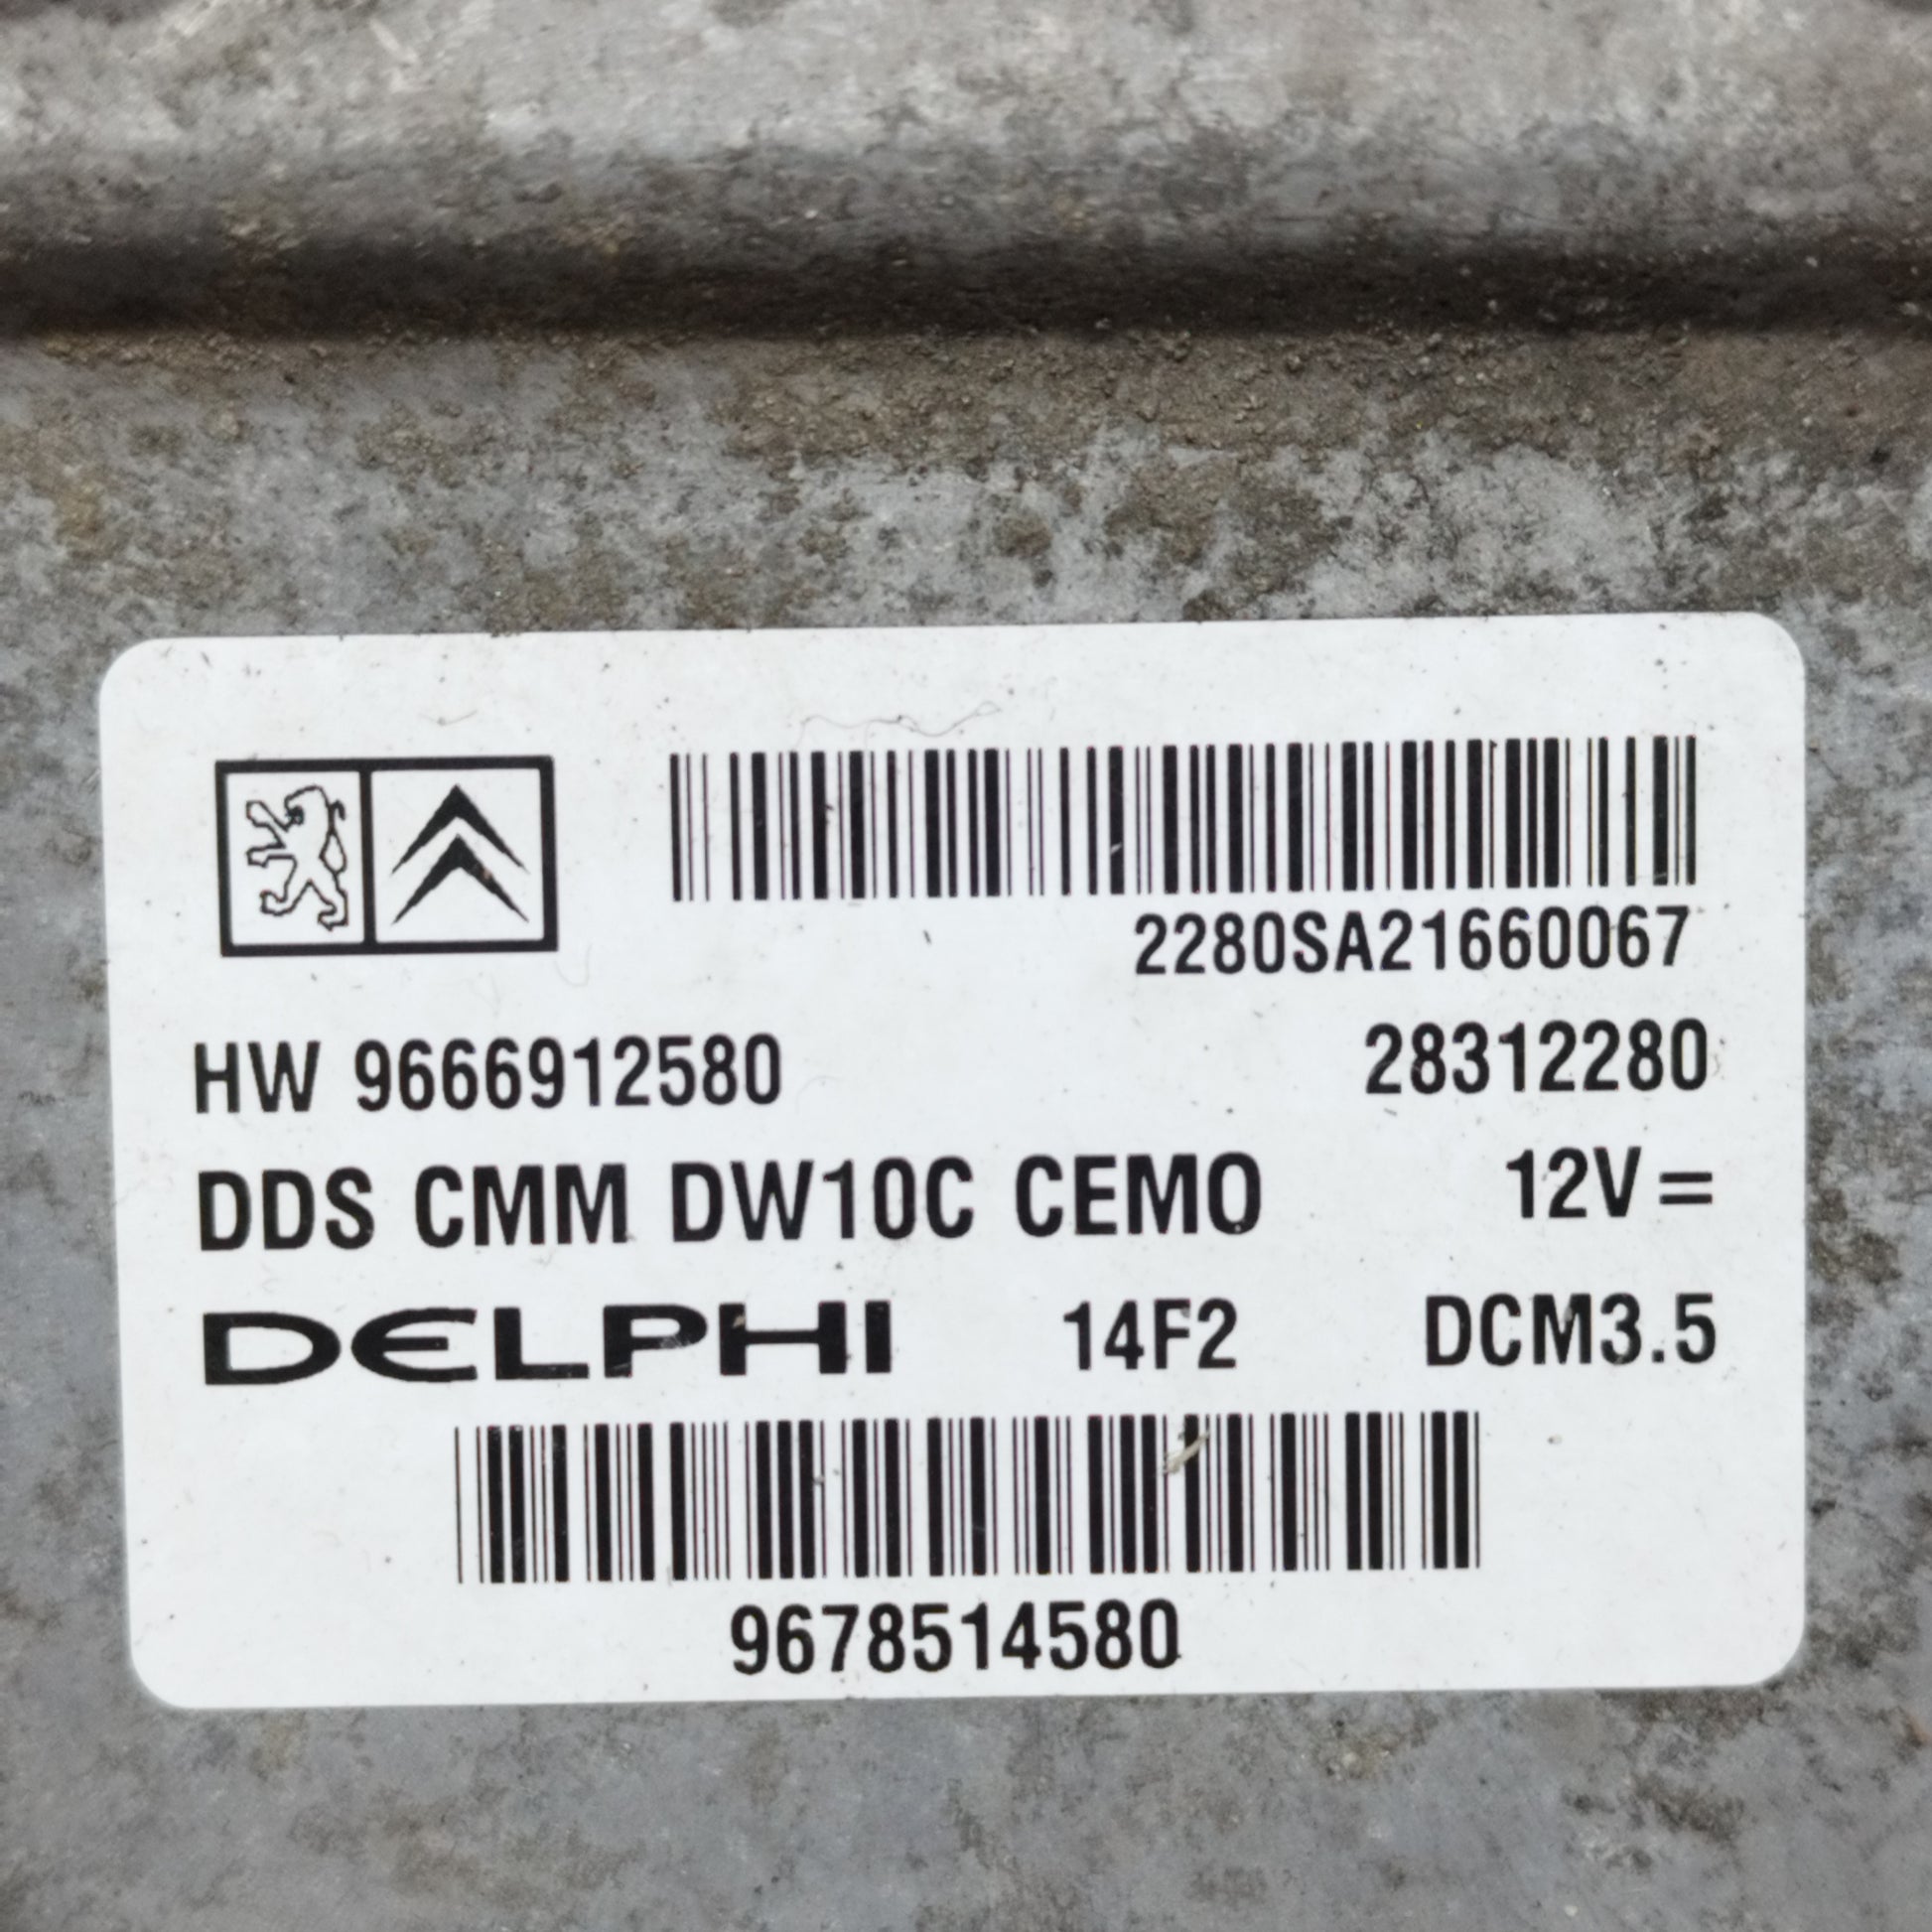 2280SA21660067
HW 9666912580 28312280
DDS CMM DW10C CEMO 12V =
DELPHI 14F2 DCM3.5
9678514580